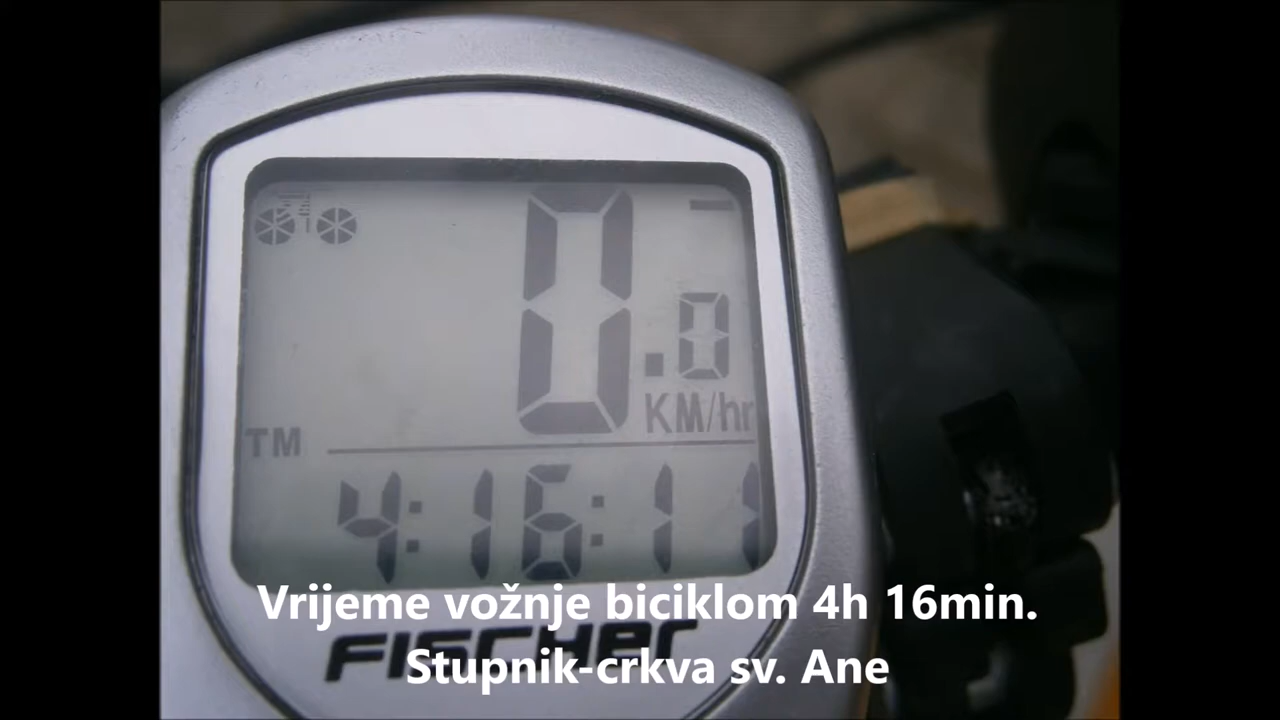 0.0
KM/hr
TM
4:16:11
Vrijeme vožnje biciklom 4h 16min.
FISCHER
Stupnik-crkva sv. Ane